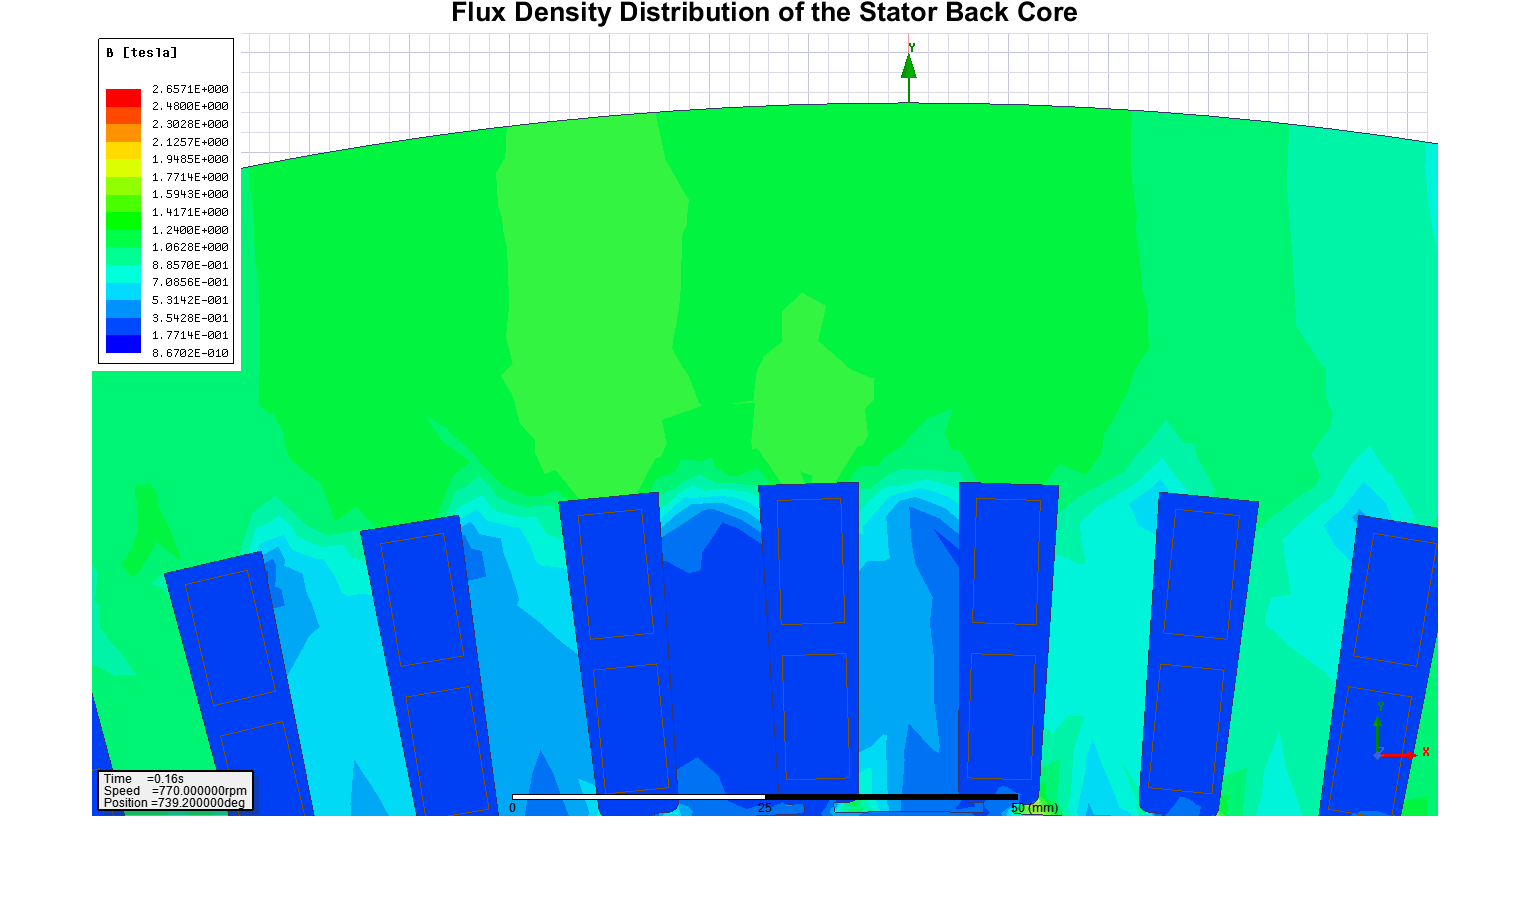 Flux Density Distribution of the Stator Back Core
Y
B [tesla]
2.6571E+000
2.4800E+000
2.3028E+000
2.1257E+000
1.9485E+000
1.7714E+000
1.5943E+000
1.4171E+000
1.2400E+000
1.0628E+000
8.8570E-001
7.0856E-001
5.3142E-001
3.5428E-001
1.7714E-001
8.6702E-010
Y
Z X
Time =0.16s
Speed =770.000000rpm
Position =739.200000deg
0 25 50 (mm)